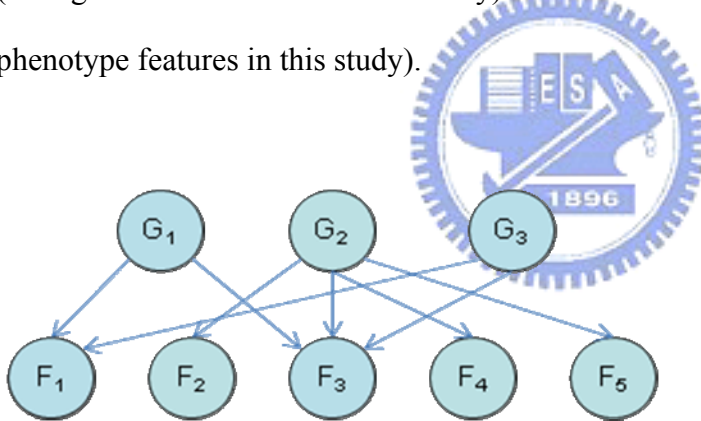 phenotype features in this study).
E S A
1896
G₁ G₂ G₃
F₁ F₂ F₃ F₄ F₅